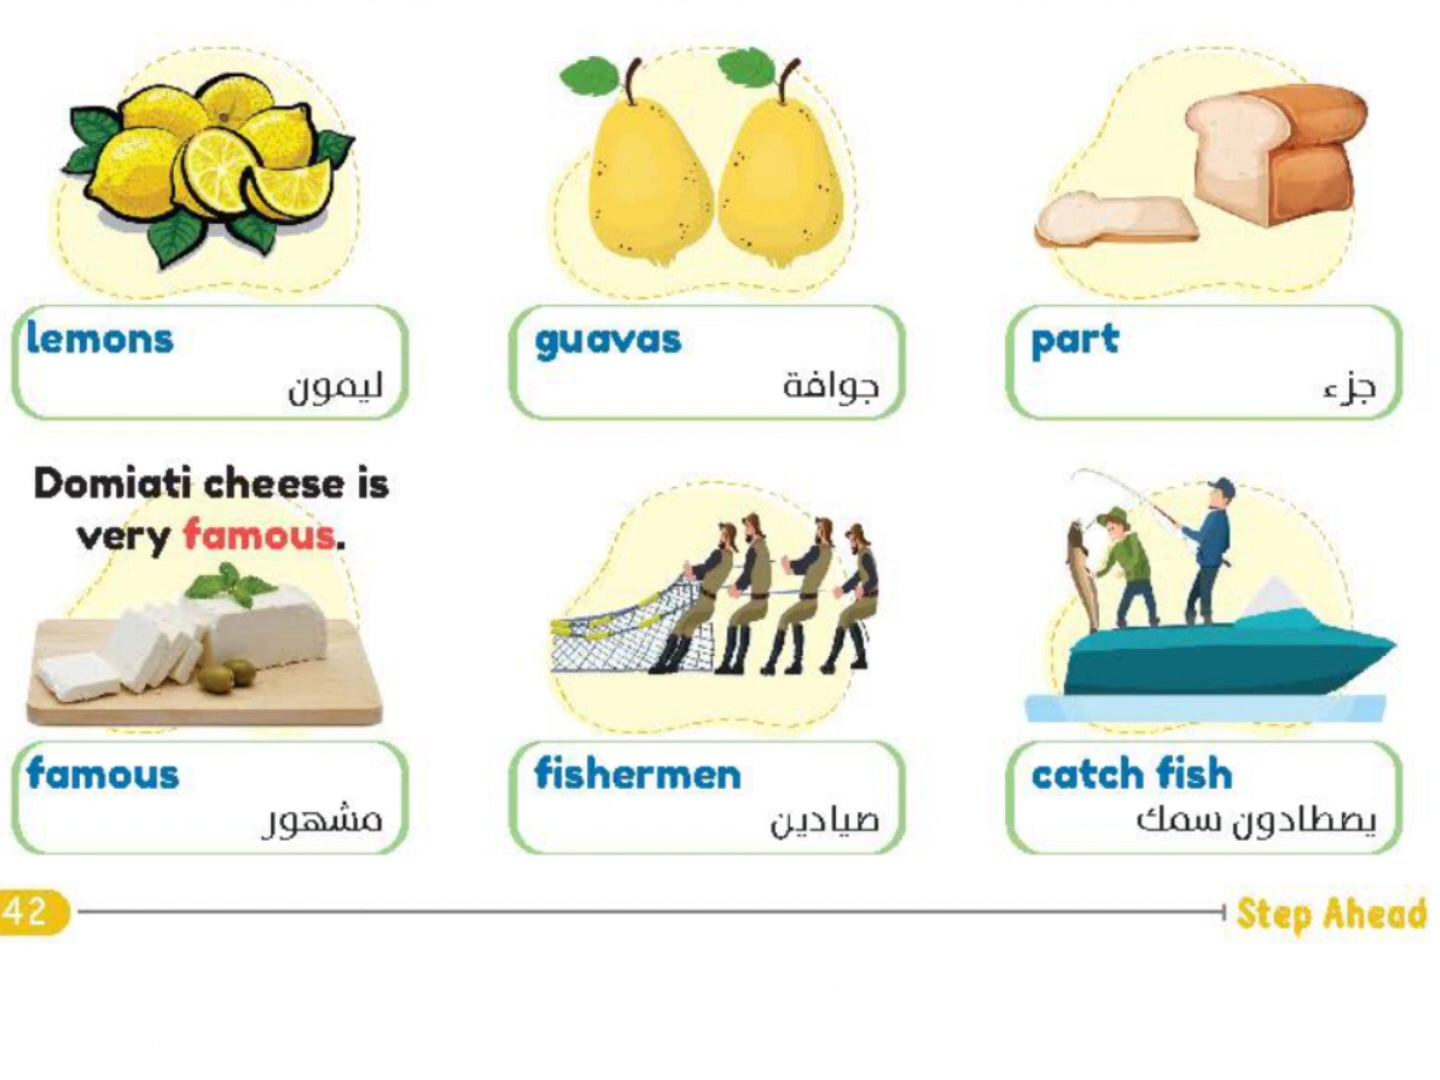 lemons
ليمون
guavas
جوافة
part
جزء
Domiati cheese is
very famous.
famous
مشهور
fishermen
صيادين
catch fish
يصطادون سمك
42
Step Ahead